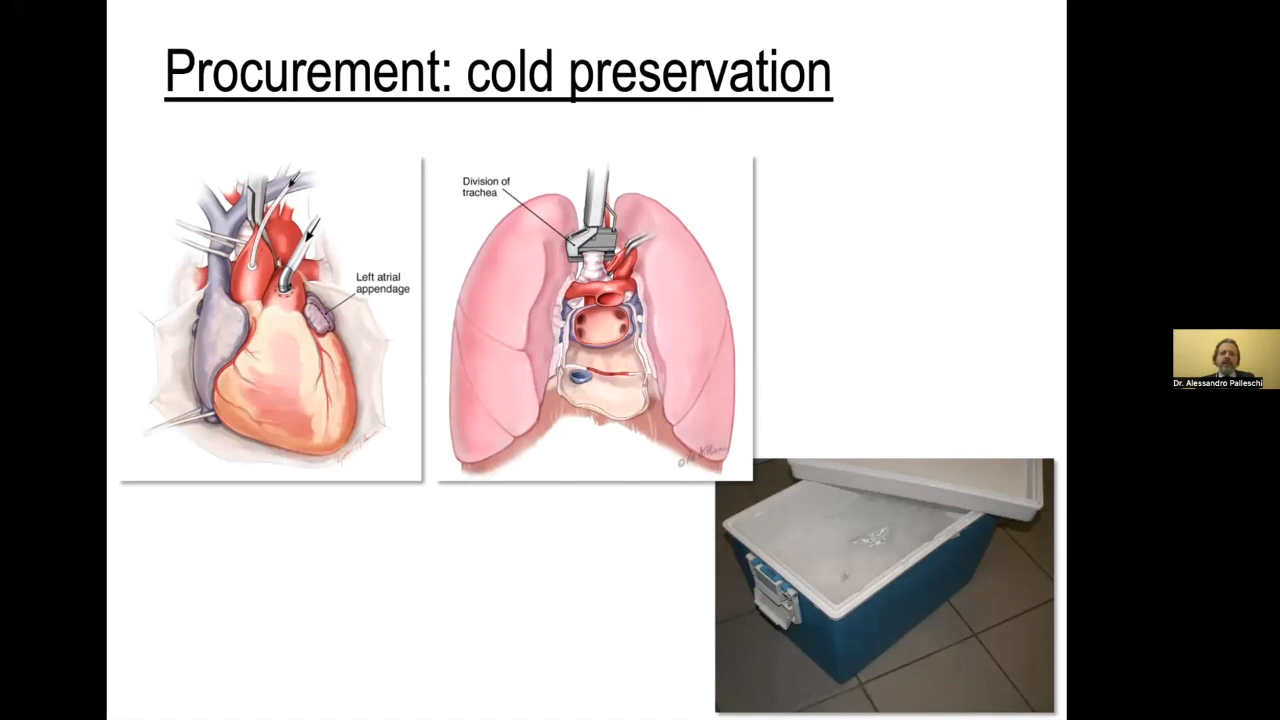 Procurement: cold preservation
Division of
trachea
Left atrial
appendage
Dr. Alessandro Palleschi